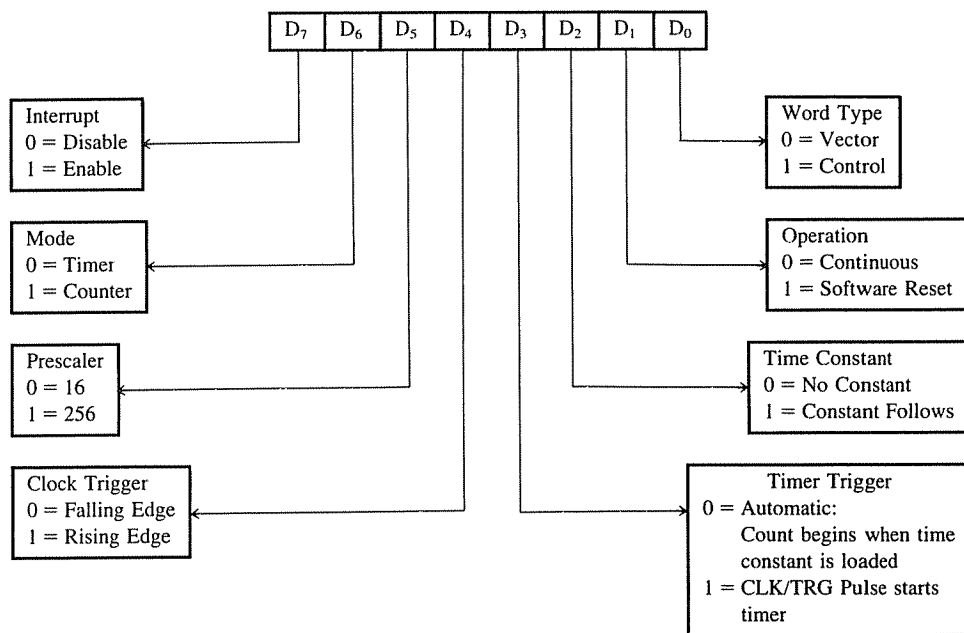 D₇ D₆ D₅ D₄ D₃ D₂ D₁ D₀
Interrupt
0 = Disable
1 = Enable
Word Type
0 = Vector
1 = Control
Mode
0 = Timer
1 = Counter
Operation
0 = Continuous
1 = Software Reset
Prescaler
0 = 16
1 = 256
Time Constant
0 = No Constant
1 = Constant Follows
Clock Trigger
0 = Falling Edge
1 = Rising Edge
Timer Trigger
0 = Automatic:
Count begins when time
constant is loaded
1 = CLK/TRG Pulse starts
timer